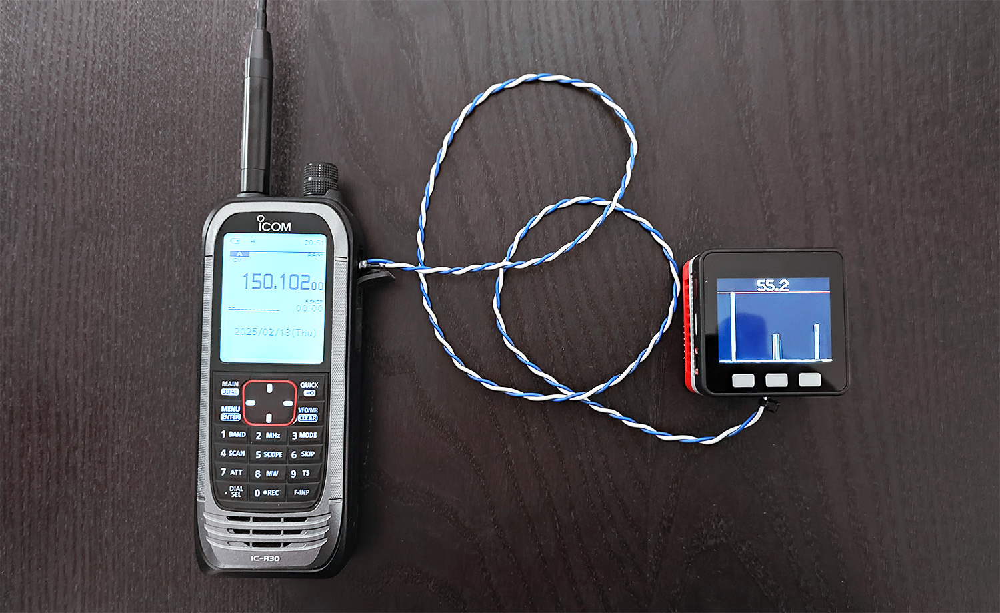 iCOM
20:51
A
150.10200
00-00
2025/02/13(Thu)
MAIN QUICK
DUAL
MENU VFO/MR
ENTER CLEAR
1 BAND 2 MHz 3 MODE
4 SCAN 5 SCOPE 6 SKIP
7 ATT 8 MW 9 TS
. DIAL SEL 0 ●REC F-INP
IC-R30
55.2